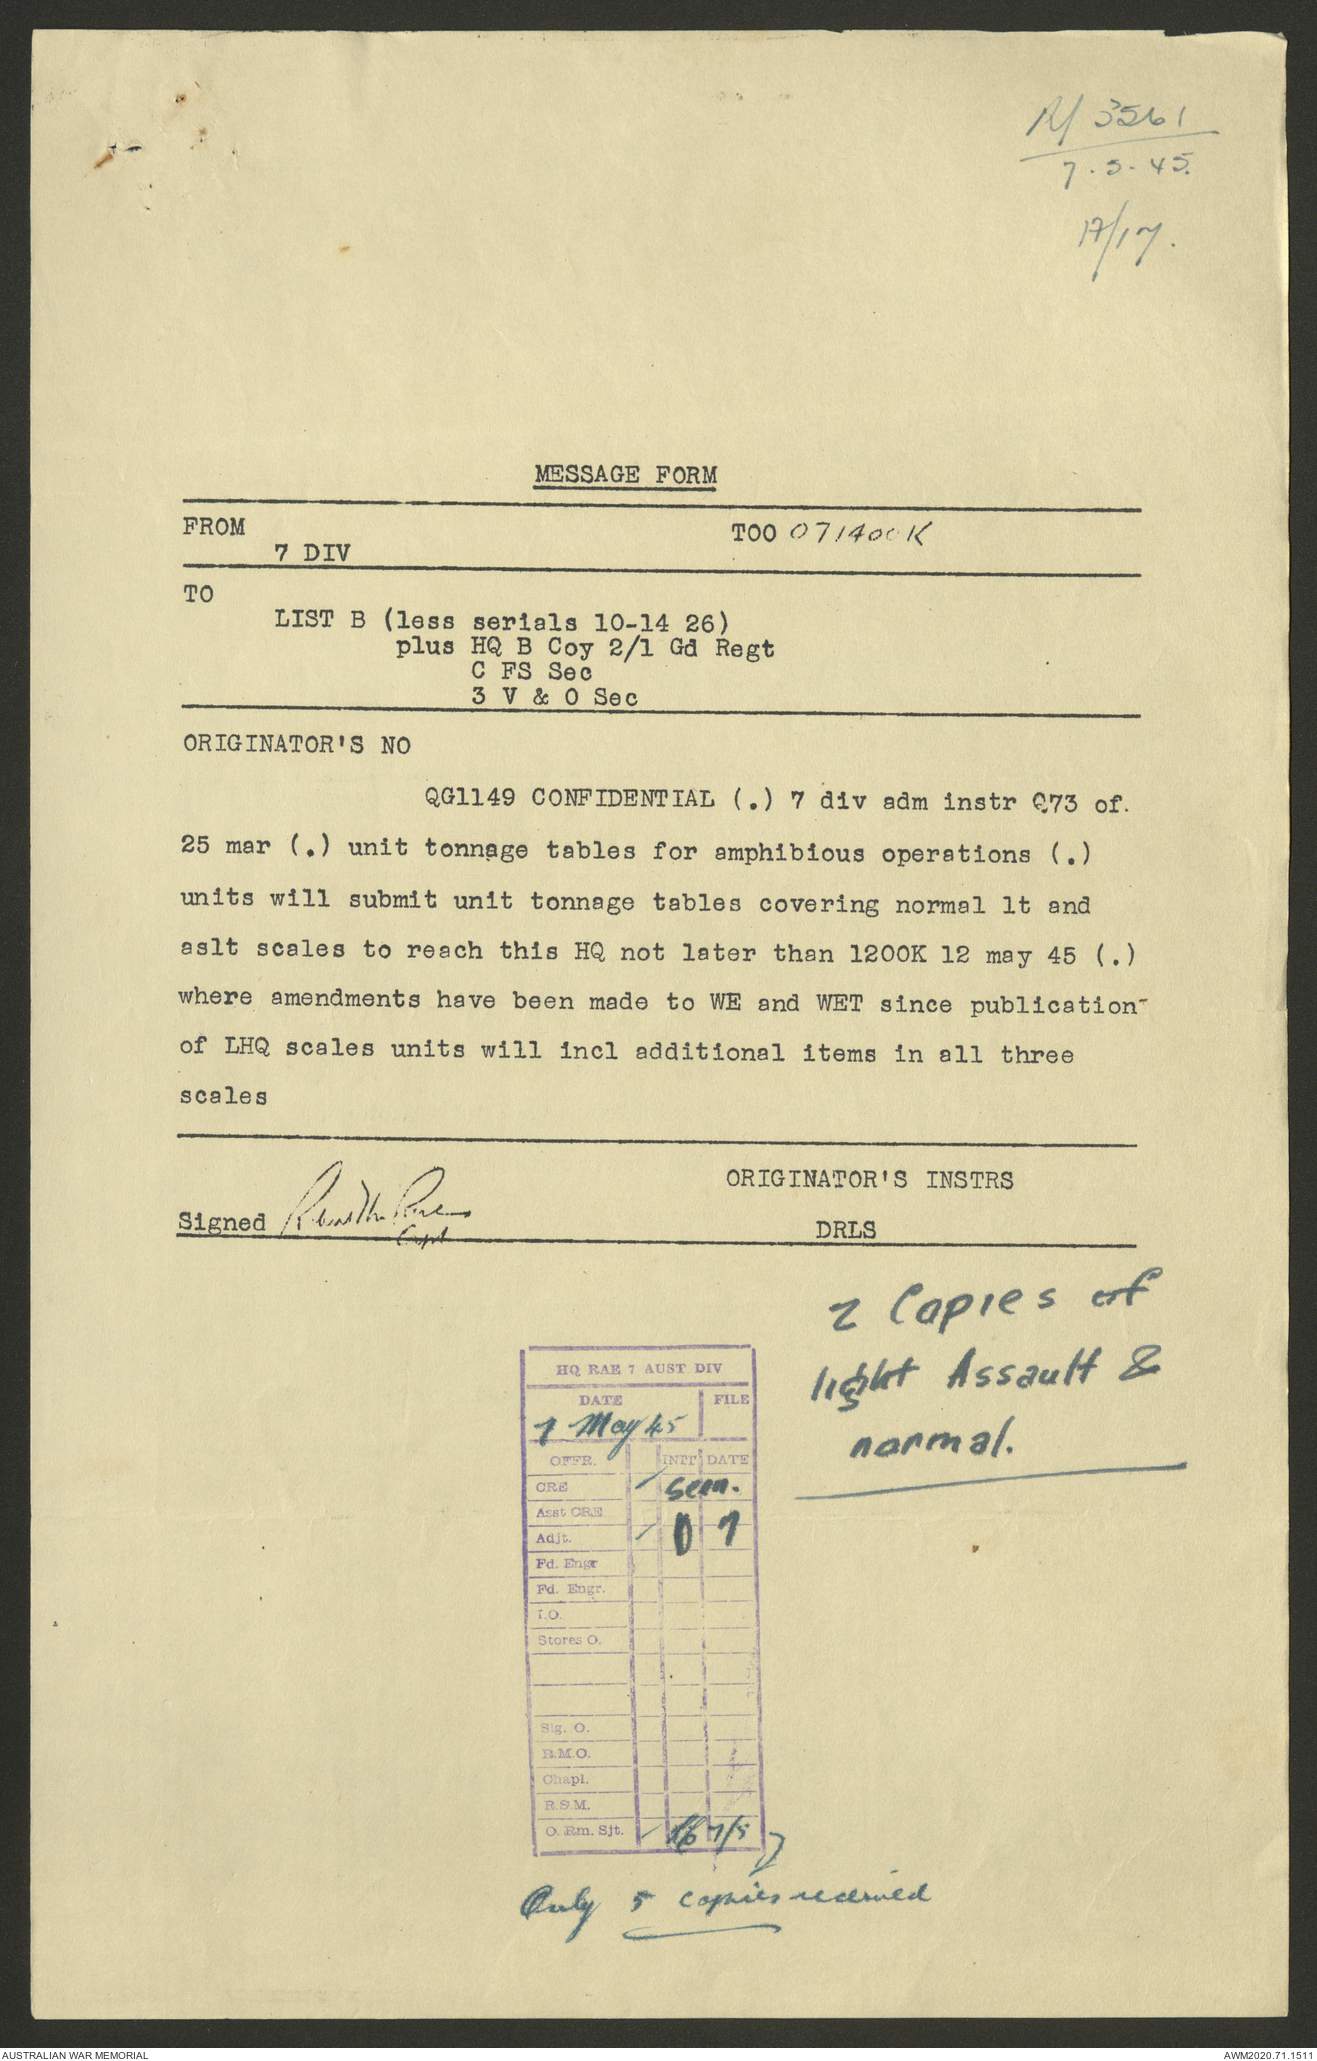 R/ 3561
7.5.45.
17/17.
MESSAGE FORM
FROM
7 DIV
TOO 071400K
TO
LIST B (less serials 10-14 26)
plus HQ B Coy 2/1 Gd Regt
C FS Sec
3 V & O Sec
ORIGINATOR'S NO
QG1149 CONFIDENTIAL (.) 7 div adm instr Q73 of
25 mar (.) unit tonnage tables for amphibious operations (.)
units will submit unit tonnage tables covering normal lt and
aslt scales to reach this HQ not later than 1200K 12 may 45 (.)
where amendments have been made to WE and WET since publication
of LHQ scales units will incl additional items in all three
scales
Signed
Capt
ORIGINATOR'S INSTRS
DRLS
2 Copies of
light Assault &
normal.
HQ RAE 7 AUST DIV
DATE FILE
7 May 45
OFFR. INIT DATE
CRE seen.
Asst CRE
Adjt. 7
Fd. Engr
Fd. Engr.
I.O.
Stores O.
Sig. O.
R.M.O.
Chapl.
R.S.M.
O. Rm. Sjt. 7/5
Only 5 copies received
AUSTRALIAN WAR MEMORIAL
AWM2020.71.1511